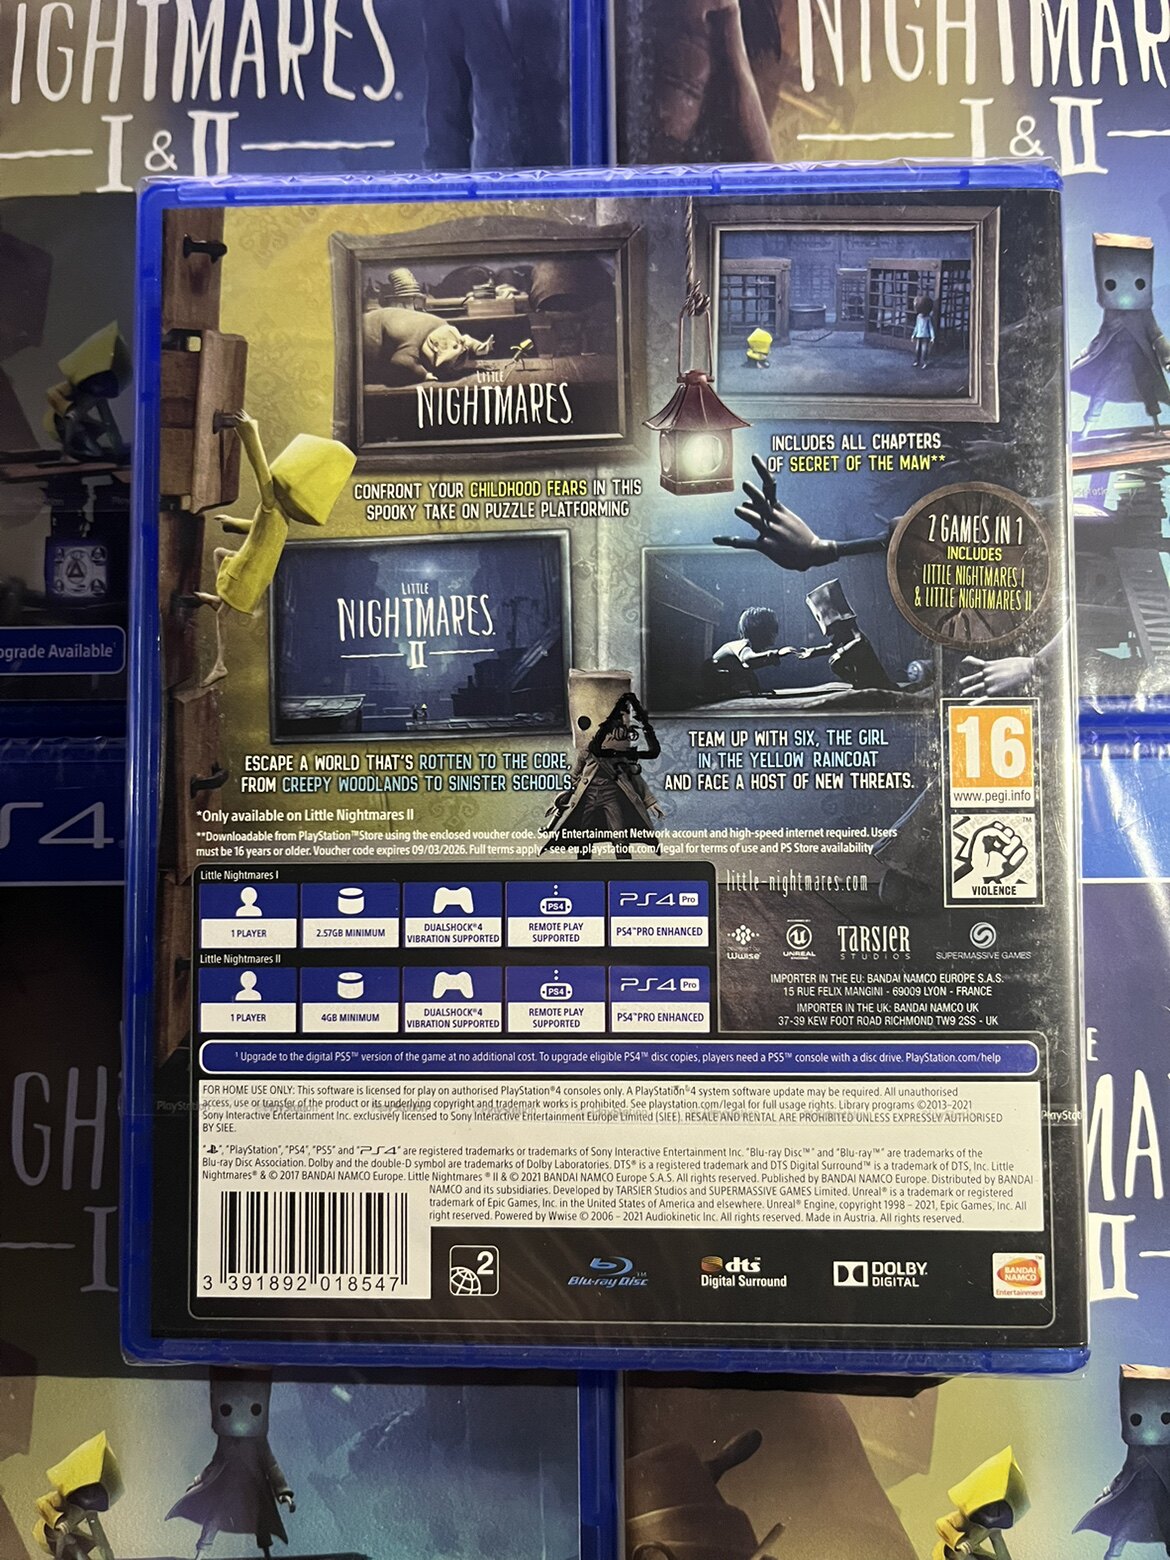 NIGHTMARES
I & II
NIGHTMAR
I & II
LITTLE
NIGHTMARES
INCLUDES ALL CHAPTERS
OF SECRET OF THE MAW**
CONFRONT YOUR CHILDHOOD FEARS IN THIS
SPOOKY TAKE ON PUZZLE PLATFORMING
2 GAMES IN 1
INCLUDES
LITTLE NIGHTMARES I
& LITTLE NIGHTMARES II
LITTLE
NIGHTMARES
II
pgrade Available¹
ESCAPE A WORLD THAT'S ROTTEN TO THE CORE,
FROM CREEPY WOODLANDS TO SINISTER SCHOOLS.
TEAM UP WITH SIX, THE GIRL
IN THE YELLOW RAINCOAT
AND FACE A HOST OF NEW THREATS.
16
www.pegi.info
VIOLENCE
*Only available on Little Nightmares II
**Downloadable from PlayStation™Store using the enclosed voucher code. Sony Entertainment Network account and high-speed internet required. Users
must be 16 years or older. Voucher code expires 09/03/2026. Full terms apply - see eu.playstation.com/legal for terms of use and PS Store availability
Little Nightmares I
1 PLAYER
2.57GB MINIMUM
DUALSHOCK®4
VIBRATION SUPPORTED
PS4
REMOTE PLAY
SUPPORTED
PS4 Pro
PS4™PRO ENHANCED
little-nightmares.com
Little Nightmares II
1 PLAYER
4GB MINIMUM
DUALSHOCK®4
VIBRATION SUPPORTED
PS4
REMOTE PLAY
SUPPORTED
PS4 Pro
PS4™PRO ENHANCED
Wwise
UNREAL
TARSIER
STUDIOS
SUPERMASSIVE GAMES
IMPORTER IN THE EU: BANDAI NAMCO EUROPE S.A.S.
15 RUE FELIX MANGINI - 69009 LYON - FRANCE
IMPORTER IN THE UK: BANDAI NAMCO UK
37-39 KEW FOOT ROAD RICHMOND TW9 2SS - UK
¹ Upgrade to the digital PS5™ version of the game at no additional cost. To upgrade eligible PS4™ disc copies, players need a PS5™ console with a disc drive. PlayStation.com/help
FOR HOME USE ONLY: This software is licensed for play on authorised PlayStation®4 consoles only. A PlayStation®4 system software update may be required. All unauthorised
access, use or transfer of the product or its underlying copyright and trademark works is prohibited. See playstation.com/legal for full usage rights. Library programs ©2013-2021
Sony Interactive Entertainment Inc. exclusively licensed to Sony Interactive Entertainment Europe Limited (SIEE). RESALE AND RENTAL ARE PROHIBITED UNLESS EXPRESSLY AUTHORISED
BY SIEE.
"PlayStation", "PS4", "PS5" and "PS4" are registered trademarks or trademarks of Sony Interactive Entertainment Inc. "Blu-ray Disc™" and "Blu-ray™" are trademarks of the
Blu-ray Disc Association. Dolby and the double-D symbol are trademarks of Dolby Laboratories. DTS® is a registered trademark and DTS Digital Surround™ is a trademark of DTS, Inc. Little
Nightmares® & © 2017 BANDAI NAMCO Europe. Little Nightmares ® II & © 2021 BANDAI NAMCO Europe S.A.S. All rights reserved. Published by BANDAI NAMCO Europe. Distributed by BANDAI
NAMCO and its subsidiaries. Developed by TARSIER Studios and SUPERMASSIVE GAMES Limited. Unreal® is a trademark or registered
trademark of Epic Games, Inc. in the United States of America and elsewhere. Unreal® Engine, copyright 1998 - 2021, Epic Games, Inc. All
right reserved. Powered by Wwise © 2006 - 2021 Audiokinetic Inc. All rights reserved. Made in Austria. All rights reserved.
3 391892 018547
2
Blu-ray Disc™
dts
Digital Surround
DOLBY
DIGITAL
BANDAI
NAMCO
Entertainment